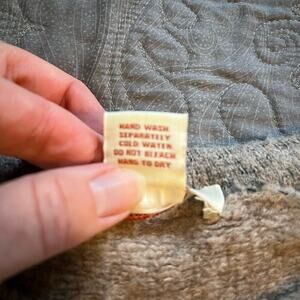 HAND WASH
SEPARATELY
COLD WATER
DO NOT BLEACH
HANG TO DRY